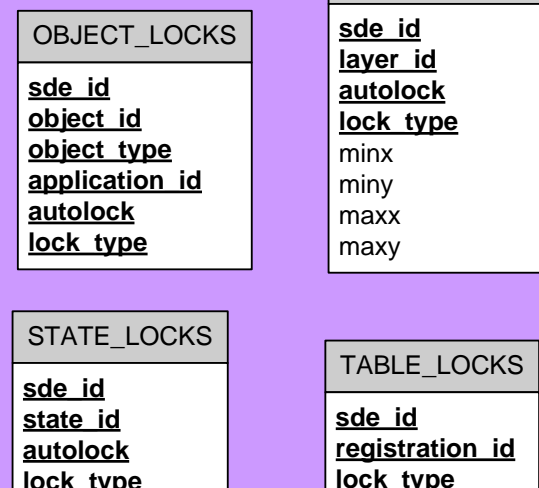 OBJECT_LOCKS
sde_id
object_id
object_type
application_id
autolock
lock_type
sde_id
layer_id
autolock
lock_type
minx
miny
maxx
maxy
STATE_LOCKS
sde_id
state_id
autolock
lock_type
TABLE_LOCKS
sde_id
registration_id
lock_type